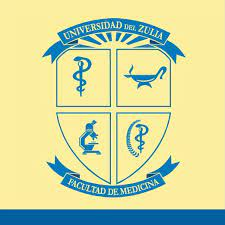 UNIVERSIDAD DEL ZULIA
FACULTAD DE MEDICINA